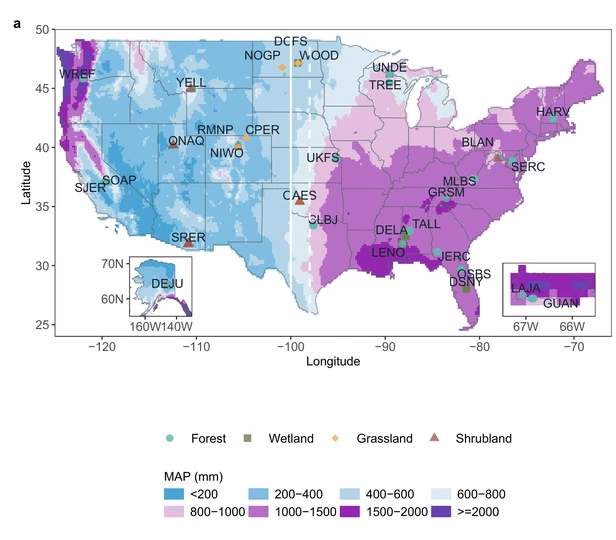 a
50
45
40
35
30
25
Latitude
DCFS
NOGP
WOOD
WREF
UNDE
YELL
TREE
HARV
RMNP
CPER
ONAQ
BLAN
NIWO
UKFS
SERC
SOAP
MLBS
SJER
CAES
GRSM
CLBJ
TALL
DELA
SRER
LENO
JERC
OSBS
DSNY
70N
60N
DEJU
160W
140W
LAJA
GUAN
67W
66W
−120
−110
−100
−90
−80
−70
Longitude
Forest
Wetland
Grassland
Shrubland
MAP (mm)
<200
200−400
400−600
600−800
800−1000
1000−1500
1500−2000
>=2000